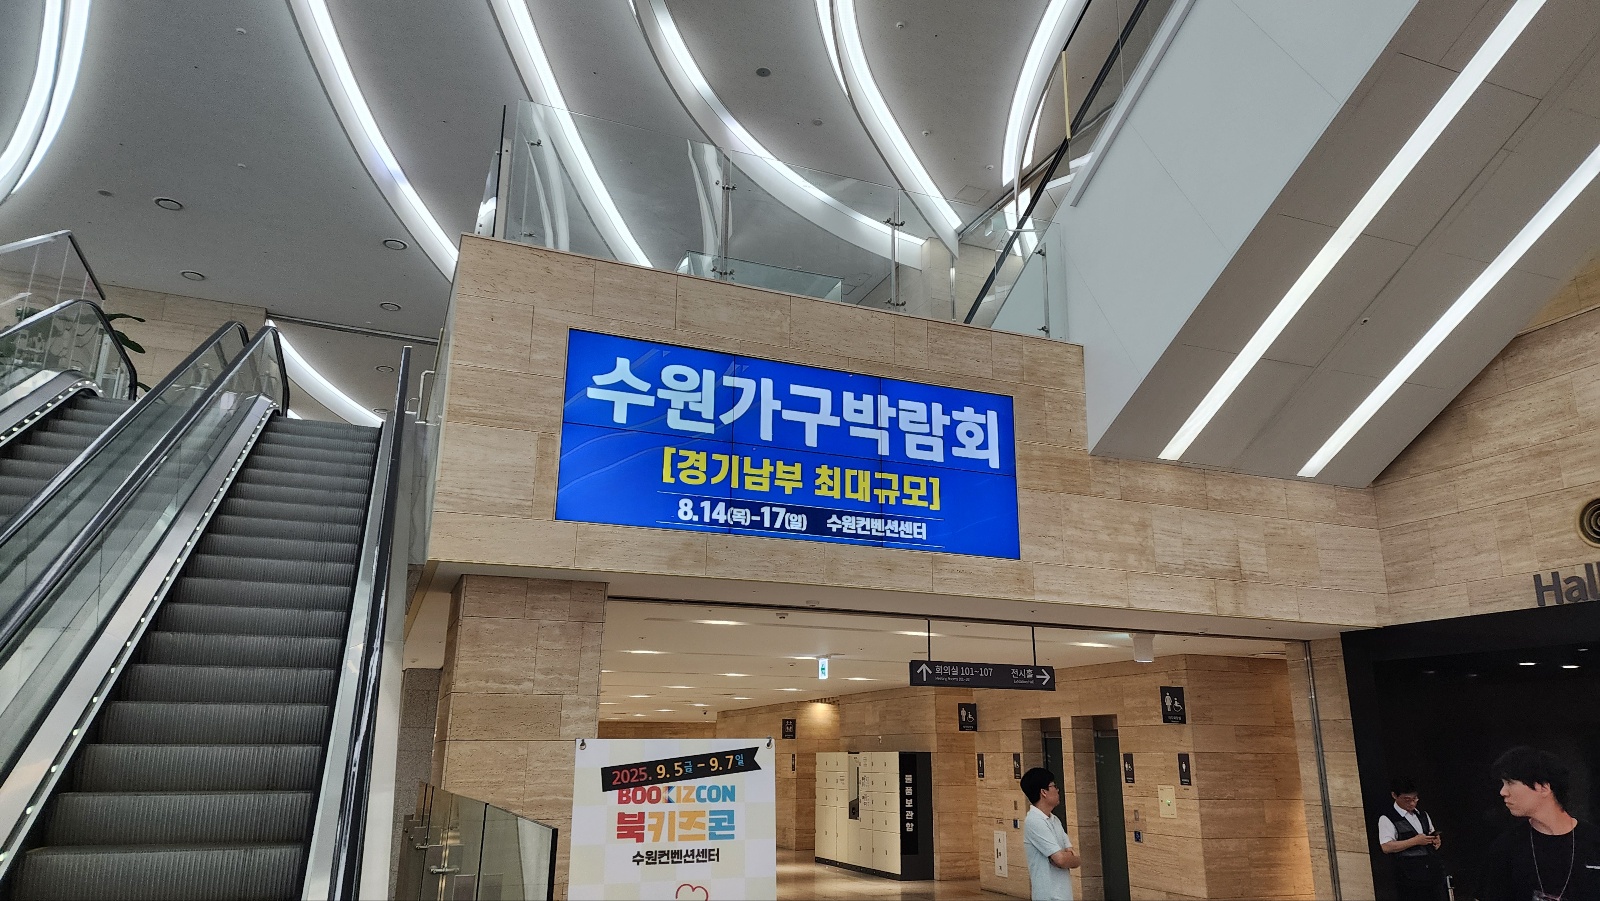 수원가구박람회
[경기남부 최대규모]
8.14(목)-17(일) 수원컨벤션센터
회의실 101~107
전시홀
2025. 9. 5금 - 9. 7일
BOOKIZCON
북키즈콘
수원컨벤션센터
물품보관함
Hal